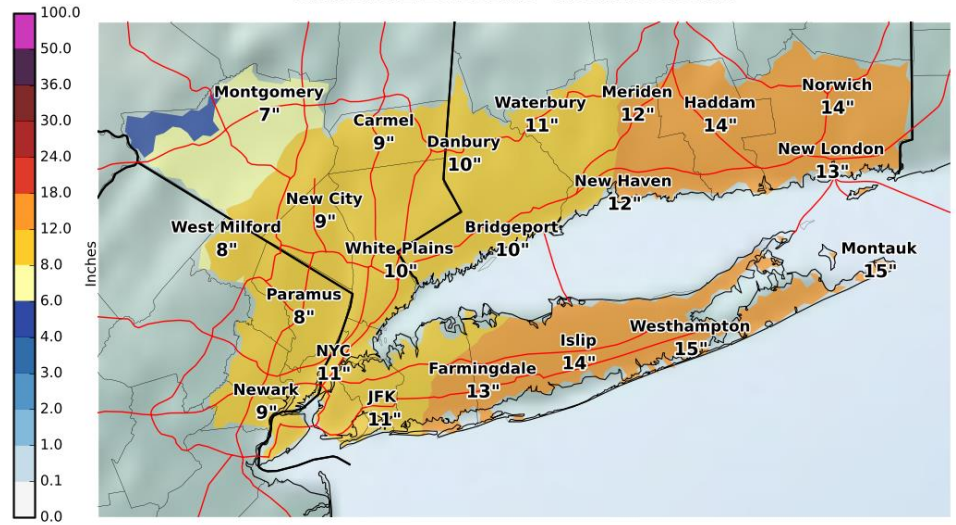 100.0
50.0
36.0
30.0
24.0
18.0
12.0
8.0
6.0
4.0
3.0
2.0
1.0
0.1
0.0
Inches
Montgomery
7"
Carmel
9"
Waterbury
11"
Meriden
12"
Haddam
14"
Norwich
14"
Danbury
10"
New London
13"
New Haven
12"
New City
9"
West Milford
8"
White Plains
10"
Bridgeport
10"
Montauk
15"
Paramus
8"
NYC
11"
Islip
14"
Westhampton
15"
Farmingdale
13"
Newark
9"
JFK
11"